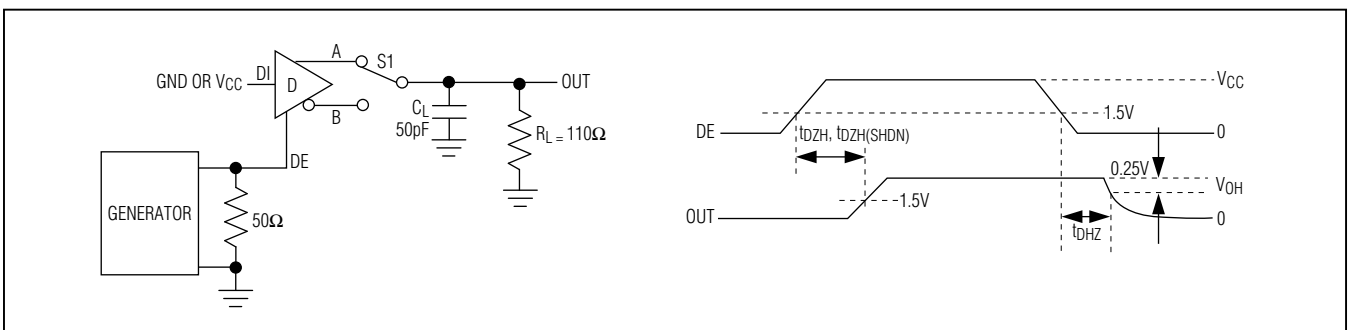 A
S1
GND OR VCC
DI
D
OUT
B
CL
50pF
RL = 110Ω
DE
GENERATOR
50Ω
VCC
1.5V
DE
0
tDZH, tDZH(SHDN)
0.25V
VOH
1.5V
OUT
0
tDHZ